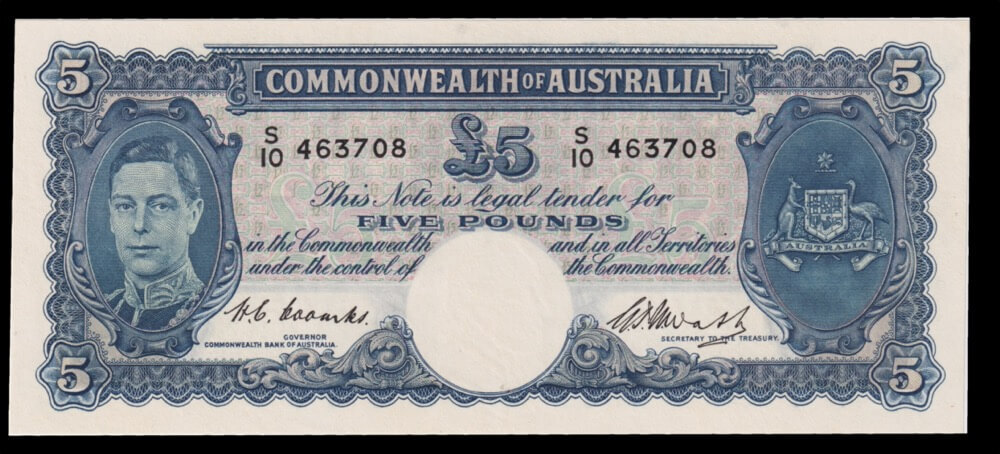 5 5
COMMONWEALTH OF AUSTRALIA
S/10 463708 £5 S/10 463708
This Note is legal tender for
FIVE POUNDS
in the Commonwealth and in all Territories
under the control of the Commonwealth.
AUSTRALIA
H.C. Coombs.
GOVERNOR
COMMONWEALTH BANK OF AUSTRALIA.
SECRETARY TO THE TREASURY.
5 5